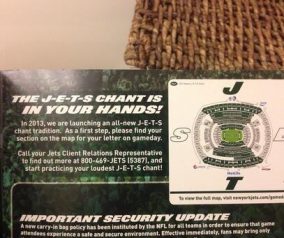 THE J-E-T-S CHANT IS
IN YOUR HANDS!
In 2013, we are launching an all-new J-E-T-S
chant tradition. As a first step, please find your
section on the map for your letter on gameday.
Call your Jets Client Relations Representative
to find out more at 800-469-JETS (5387), and
start practicing your loudest J-E-T-S chant!
J
S
T
To view the full map, visit newyorkjets.com/
IMPORTANT SECURITY UPDATE
A new carry-in bag policy has been instituted by the NFL for all teams in order to ensure that game
attendees experience a safe and secure environment. Effective immediately, fans may bring only